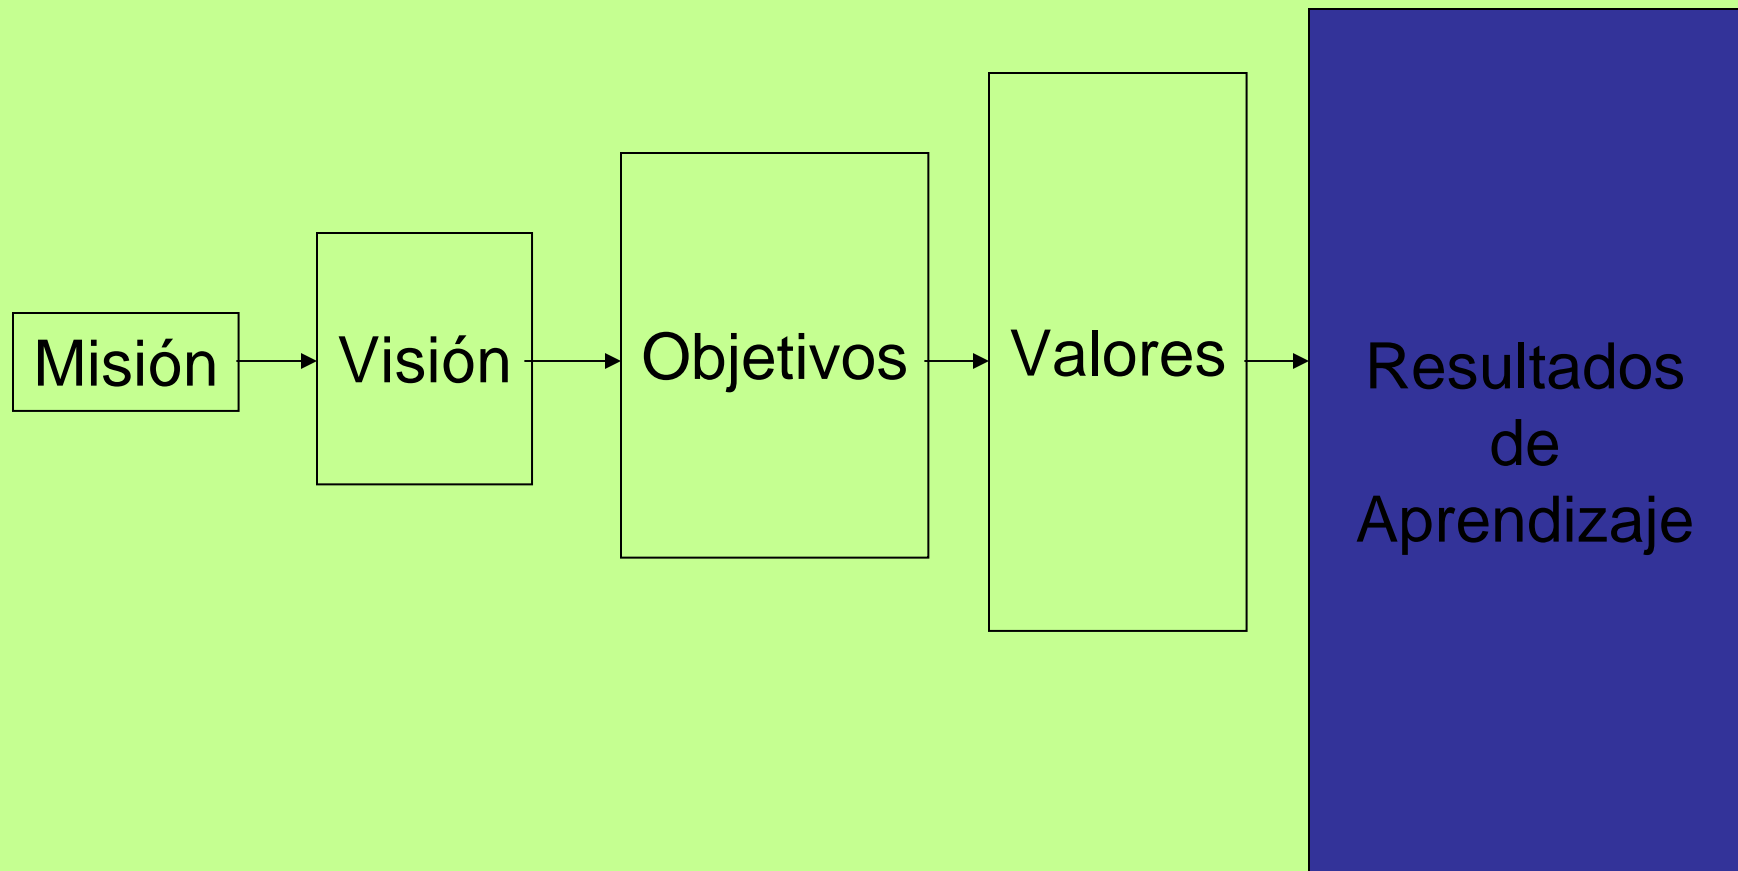 Misión
Visión
Objetivos
Valores
Resultados
de
Aprendizaje